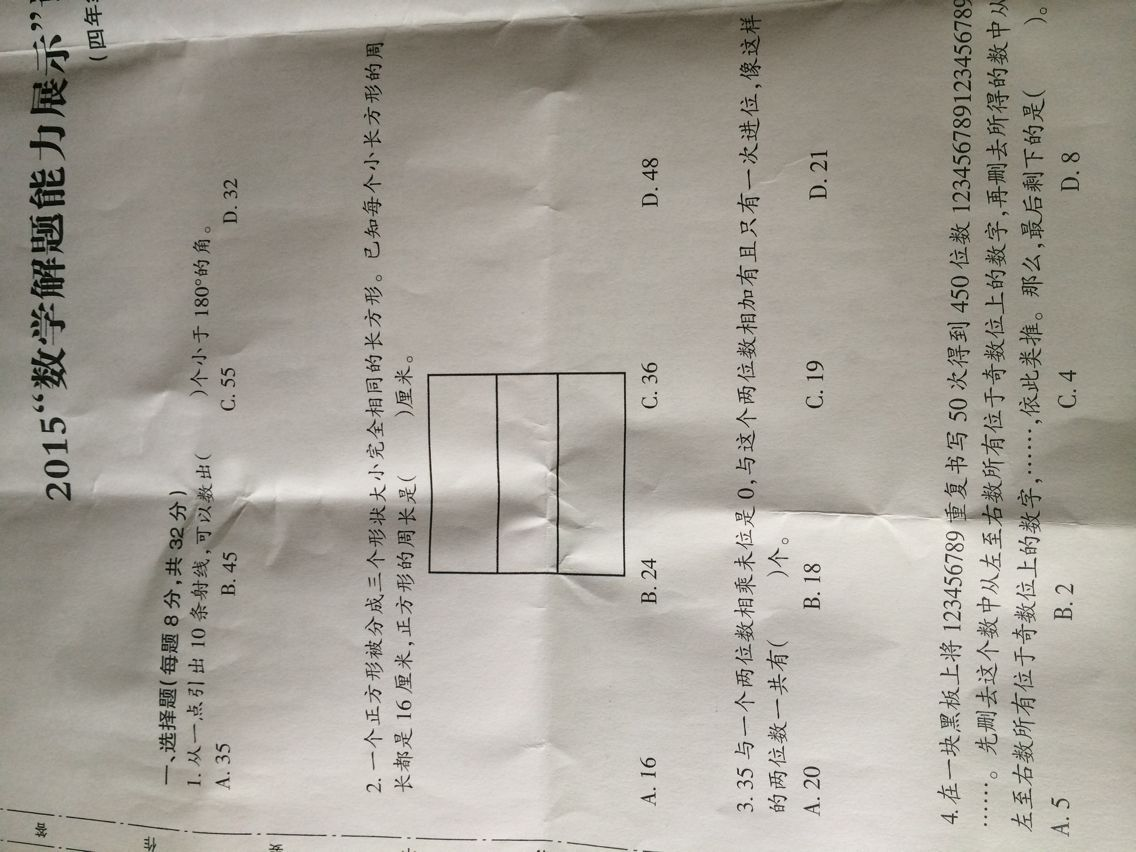 2015“数学解题能力展示”
(四年
一、选择题(每题 8 分,共 32 分)
1. 从一点引出 10 条射线,可以数出(    )个小于 180°的角。
A. 35    B. 45    C. 55    D. 32
2. 一个正方形被分成三个形状大小完全相同的长方形。已知每个小长方形的周
长都是 16 厘米,正方形的周长是(    )厘米。
A. 16    B. 24    C. 36    D. 48
3. 35 与一个两位数相乘末位是 0,与这个两位数相加有且只有一次进位,像这样
的两位数一共有(    )个。
A. 20    B. 18    C. 19    D. 21
4. 在一块黑板上将 123456789 重复书写 50 次得到 450 位数 123456789123456789
……。先删去这个数中从左至右数所有位于奇数位上的数字,再删去所得的数中从
左至右数所有位于奇数位上的数字,……,依此类推。那么,最后剩下的是(    )。
A. 5    B. 2    C. 4    D. 8